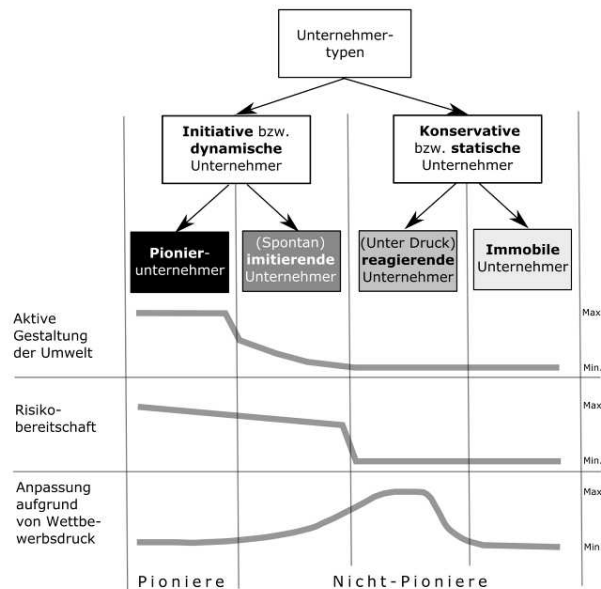 Unternehmer-
typen
Initiative bzw.
dynamische
Unternehmer
Konservative
bzw. statische
Unternehmer
Pionier-
unternehmer
(Spontan)
imitierende
Unternehmer
(Unter Druck)
reagierende
Unternehmer
Immobile
Unternehmer
Aktive
Gestaltung
der Umwelt
Max.
Min.
Risiko-
bereitschaft
Max.
Min.
Anpassung
aufgrund
von Wettbe-
werbsdruck
Max.
Min.
Pioniere
Nicht-Pioniere